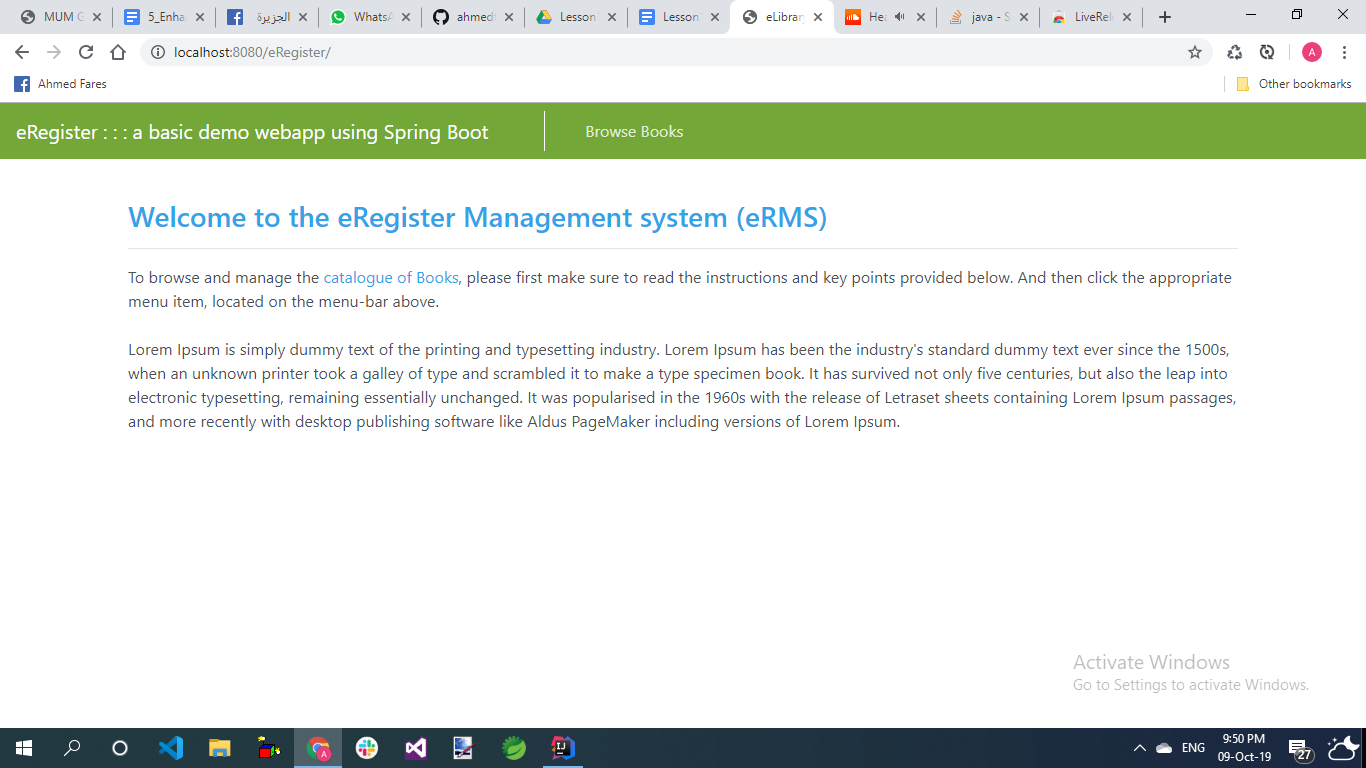 MUM G
5_Enha
الجزيرة
WhatsA
ahmed
Lesson
Lesson
eLibrar
Hea
java - S
LiveRel
localhost:8080/eRegister/
A
Ahmed Fares
Other bookmarks
eRegister : : : a basic demo webapp using Spring Boot
Browse Books
Welcome to the eRegister Management system (eRMS)
To browse and manage the catalogue of Books, please first make sure to read the instructions and key points provided below. And then click the appropriate
menu item, located on the menu-bar above.
Lorem Ipsum is simply dummy text of the printing and typesetting industry. Lorem Ipsum has been the industry's standard dummy text ever since the 1500s,
when an unknown printer took a galley of type and scrambled it to make a type specimen book. It has survived not only five centuries, but also the leap into
electronic typesetting, remaining essentially unchanged. It was popularised in the 1960s with the release of Letraset sheets containing Lorem Ipsum passages,
and more recently with desktop publishing software like Aldus PageMaker including versions of Lorem Ipsum.
Activate Windows
Go to Settings to activate Windows.
A
IJ
ENG
9:50 PM
09-Oct-19
27